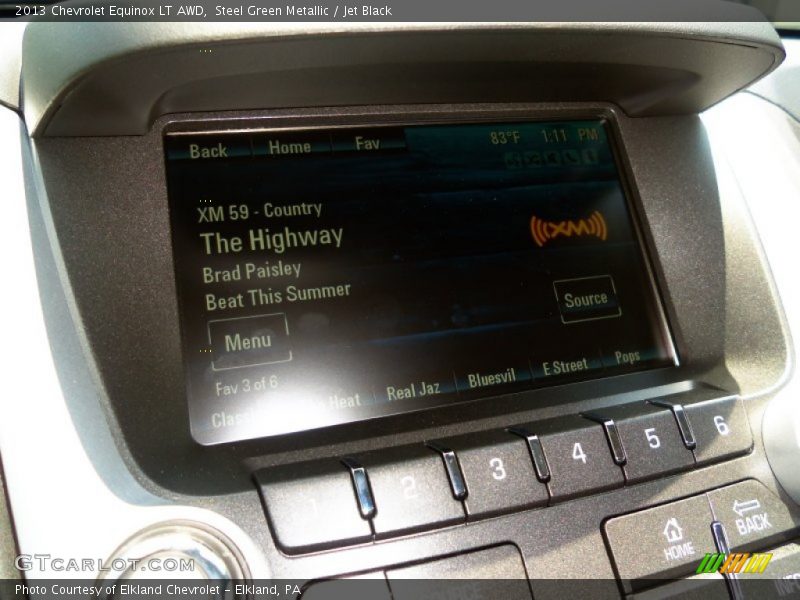 2013 Chevrolet Equinox LT AWD, Steel Green Metallic / Jet Black
Back Home Fav 83°F 1:11 PM
XM 59 - Country
The Highway
XM
Brad Paisley
Beat This Summer
Source
Menu
Fav 3 of 6
Heat Real Jaz Bluesvil E Street Pops
1 2 3 4 5 6
HOME BACK
GTcarlot.com
Photo Courtesy of Elkland Chevrolet - Elkland, PA